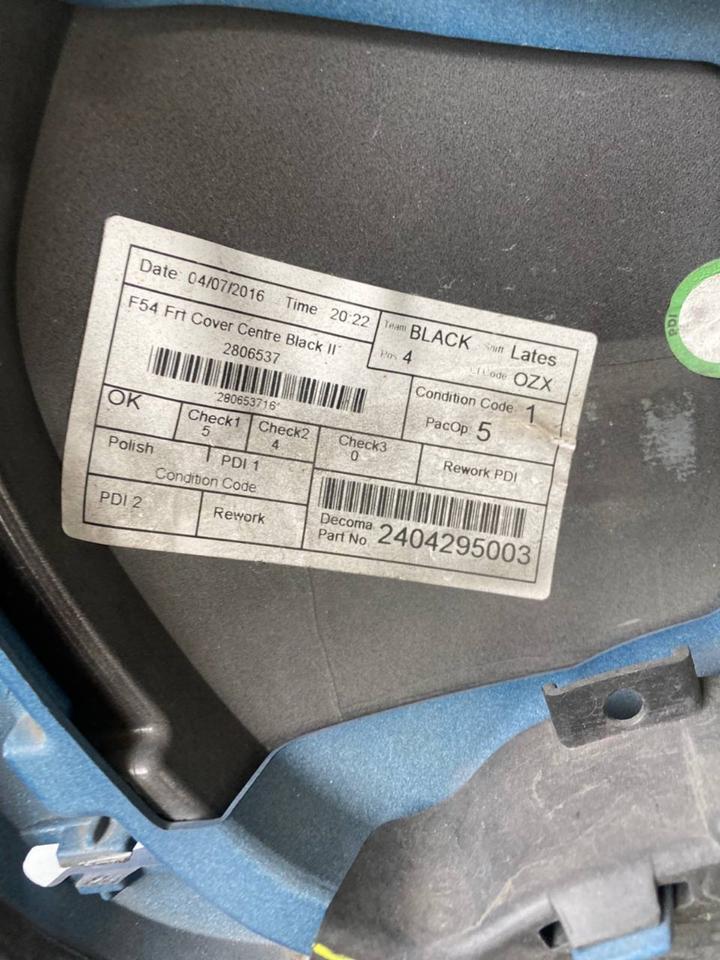 Date 04/07/2016 Time 20:22
Team BLACK Shift Lates
F54 Frt Cover Centre Black II
Pos 4 OZX
2806537
*280653716*
Condition Code 1
PacOp 5
OK
Check1 5
Check2 4
Check3 0
Rework PDI
Polish
PDI 1
Condition Code
PDI 2
Rework
Decoma
Part No. 2404295003
PDI